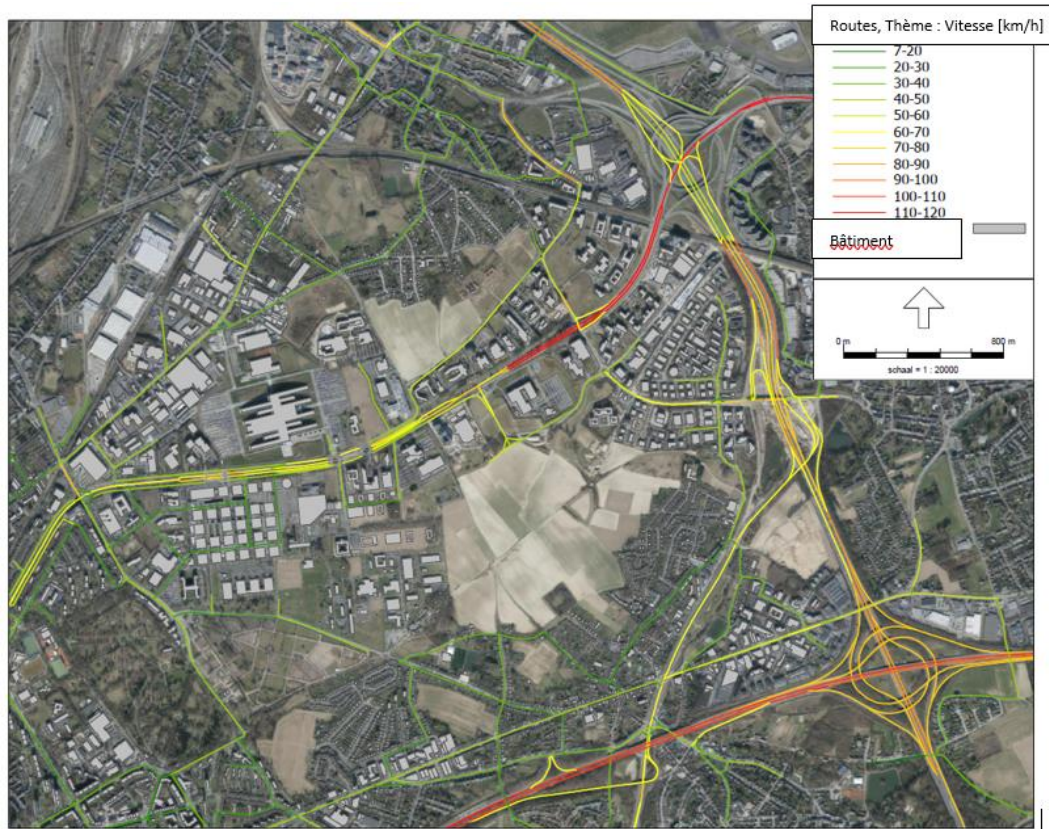 Routes, Thème : Vitesse [km/h]
7-20
20-30
30-40
40-50
50-60
60-70
70-80
80-90
90-100
100-110
110-120
Bâtiment
0 m
800 m
schaal = 1 : 20000